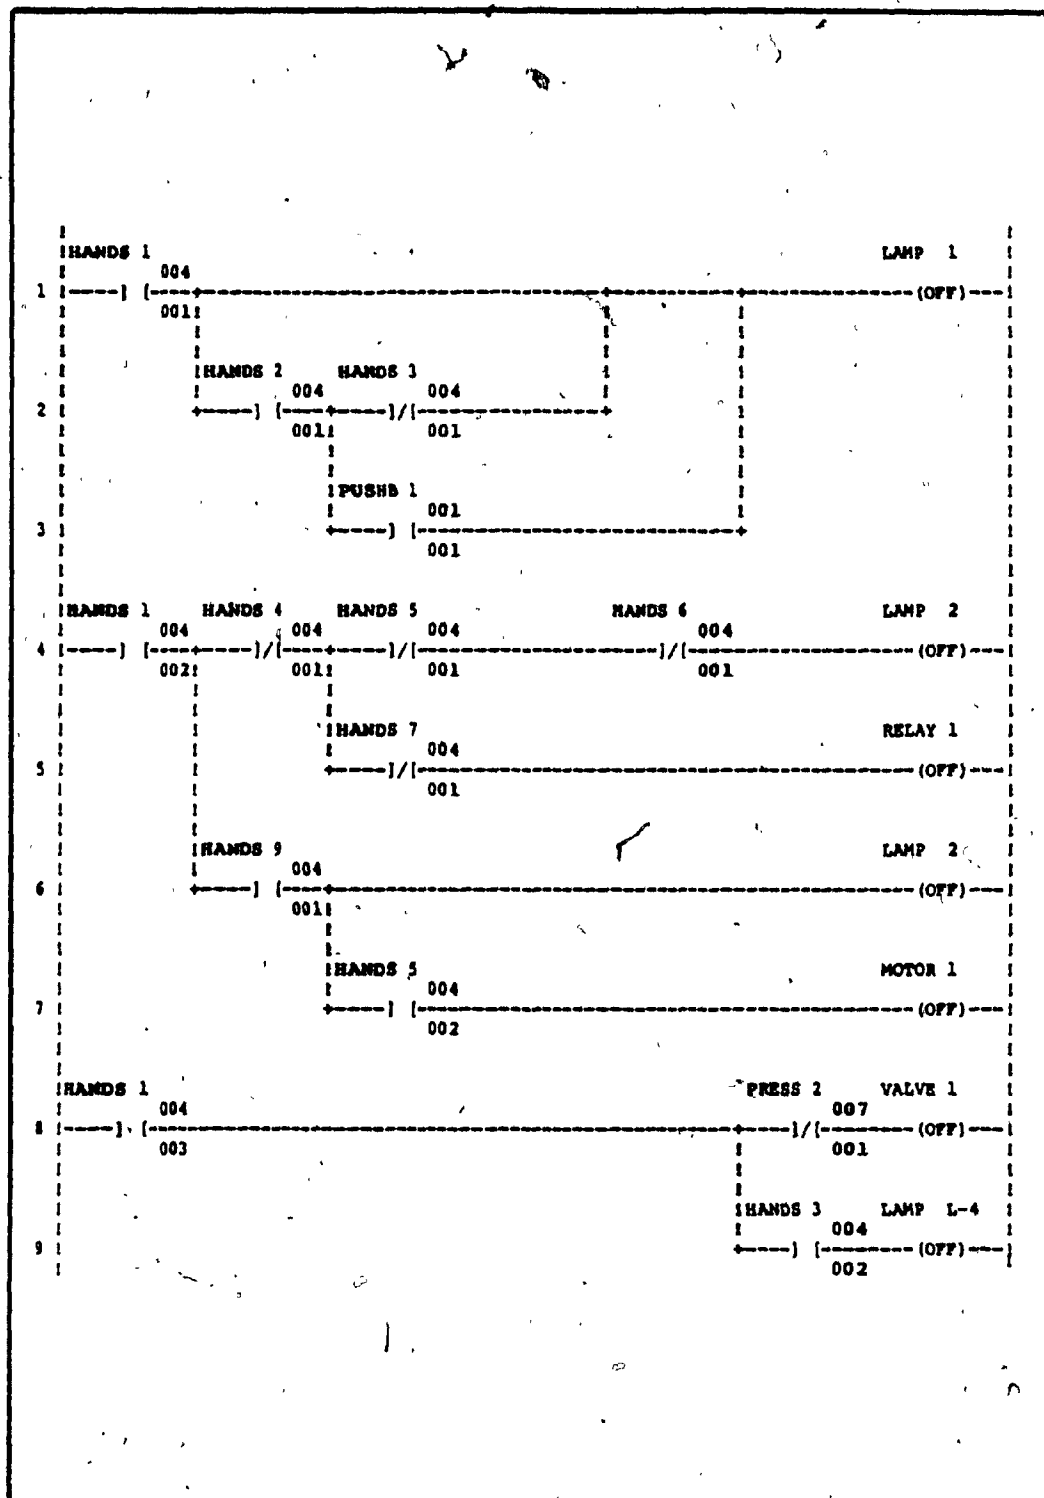 HANDS 1 LAMP 1
004
1 ----] [----+------------------------------+---------+-------------(OFF)---
001
HANDS 2 HANDS 3
004 004
2 +----] [---+----]/[--------------+
001 001
PUSHB 1
001
3 +----] [------------------------+
001
HANDS 1 HANDS 4 HANDS 5 HANDS 6 LAMP 2
004 004 004 004
4 ----] [---+----]/[---+----]/[------------------]/[-----------------(OFF)---
002 001 001 001
HANDS 7 RELAY 1
004
5 +----]/[-------------------------------------(OFF)---
001
HANDS 9 LAMP 2
004
6 +----] [---+-------------------------------------------(OFF)---
001
HANDS 5 MOTOR 1
004
7 +----] [-------------------------------------(OFF)---
002
HANDS 1 PRESS 2 VALVE 1
004 007
8 ----] [-------------------------------------------+----]/[-------(OFF)---
003 001
HANDS 3 LAMP L-4
004
9 +----] [-------(OFF)---
002